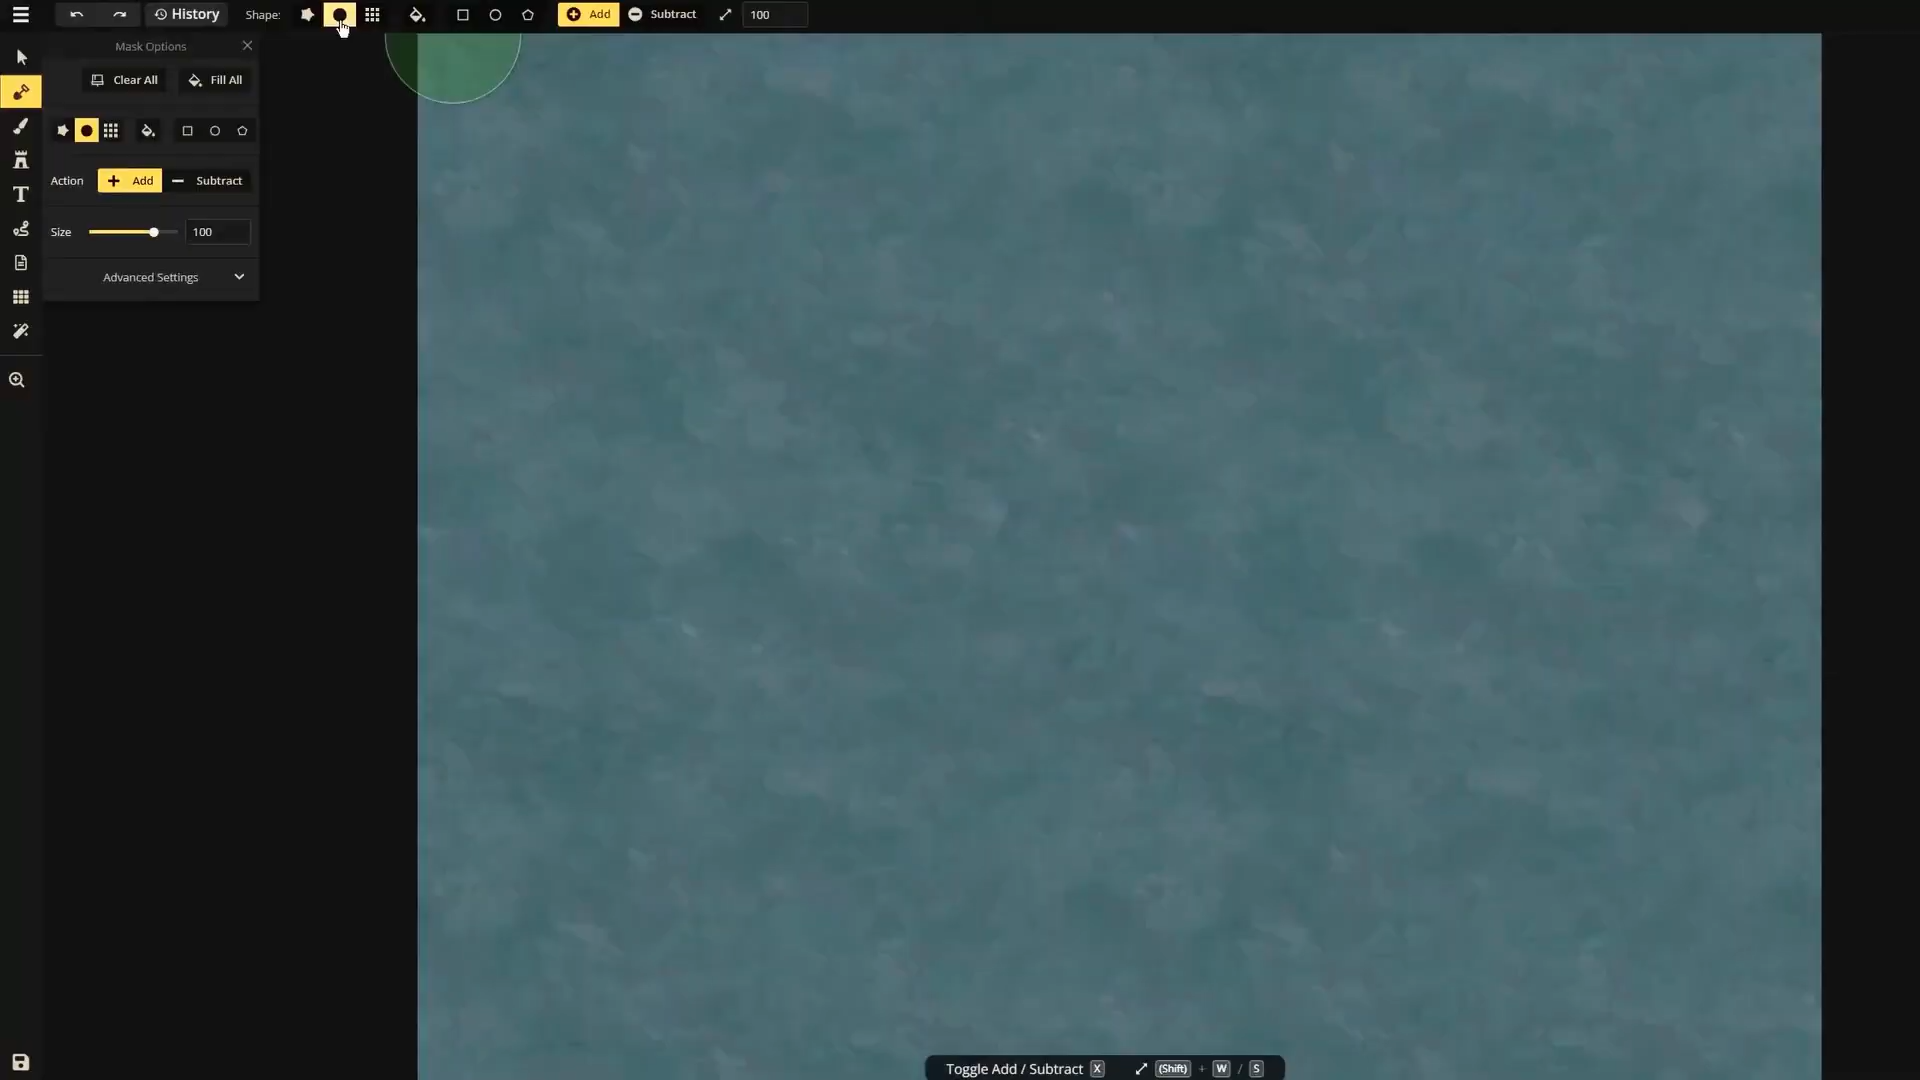 History Shape: Add Subtract 100
Mask Options
Clear All Fill All
Action Add Subtract
Size 100
Advanced Settings
T
Toggle Add / Subtract X (Shift) + W / S